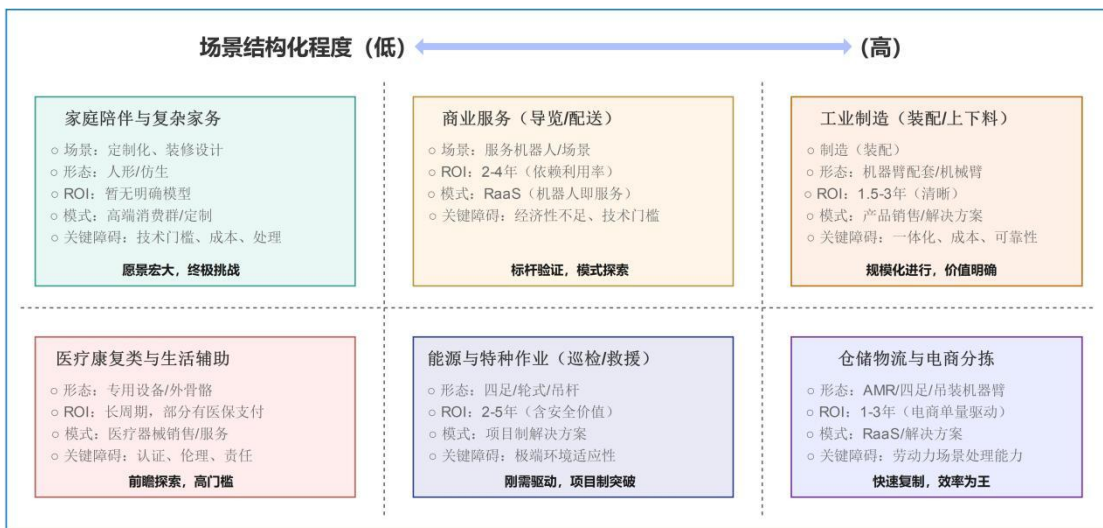 场景结构化程度（低）
（高）
家庭陪伴与复杂家务
○ 场景：定制化、装修设计
○ 形态：人形/仿生
○ ROI：暂无明确模型
○ 模式：高端消费群/定制
○ 关键障碍：技术门槛、成本、处理
愿景宏大，终极挑战
商业服务（导览/配送）
○ 场景：服务机器人/场景
○ ROI：2-4年（依赖利用率）
○ 模式：RaaS（机器人即服务）
○ 关键障碍：经济性不足、技术门槛
标杆验证，模式探索
工业制造（装配/上下料）
○ 制造（装配）
○ 形态：机器臂配套/机械臂
○ ROI：1.5-3年（清晰）
○ 模式：产品销售/解决方案
○ 关键障碍：一体化、成本、可靠性
规模化进行，价值明确
医疗康复类与生活辅助
○ 形态：专用设备/外骨骼
○ ROI：长周期，部分有医保支付
○ 模式：医疗器械销售/服务
○ 关键障碍：认证、伦理、责任
前瞻探索，高门槛
能源与特种作业（巡检/救援）
○ 形态：四足/轮式/吊杆
○ ROI：2-5年（含安全价值）
○ 模式：项目制解决方案
○ 关键障碍：极端环境适应性
刚需驱动，项目制突破
仓储物流与电商分拣
○ 形态：AMR/四足/吊装机器臂
○ ROI：1-3年（电商单量驱动）
○ 模式：RaaS/解决方案
○ 关键障碍：劳动力场景处理能力
快速复制，效率为王